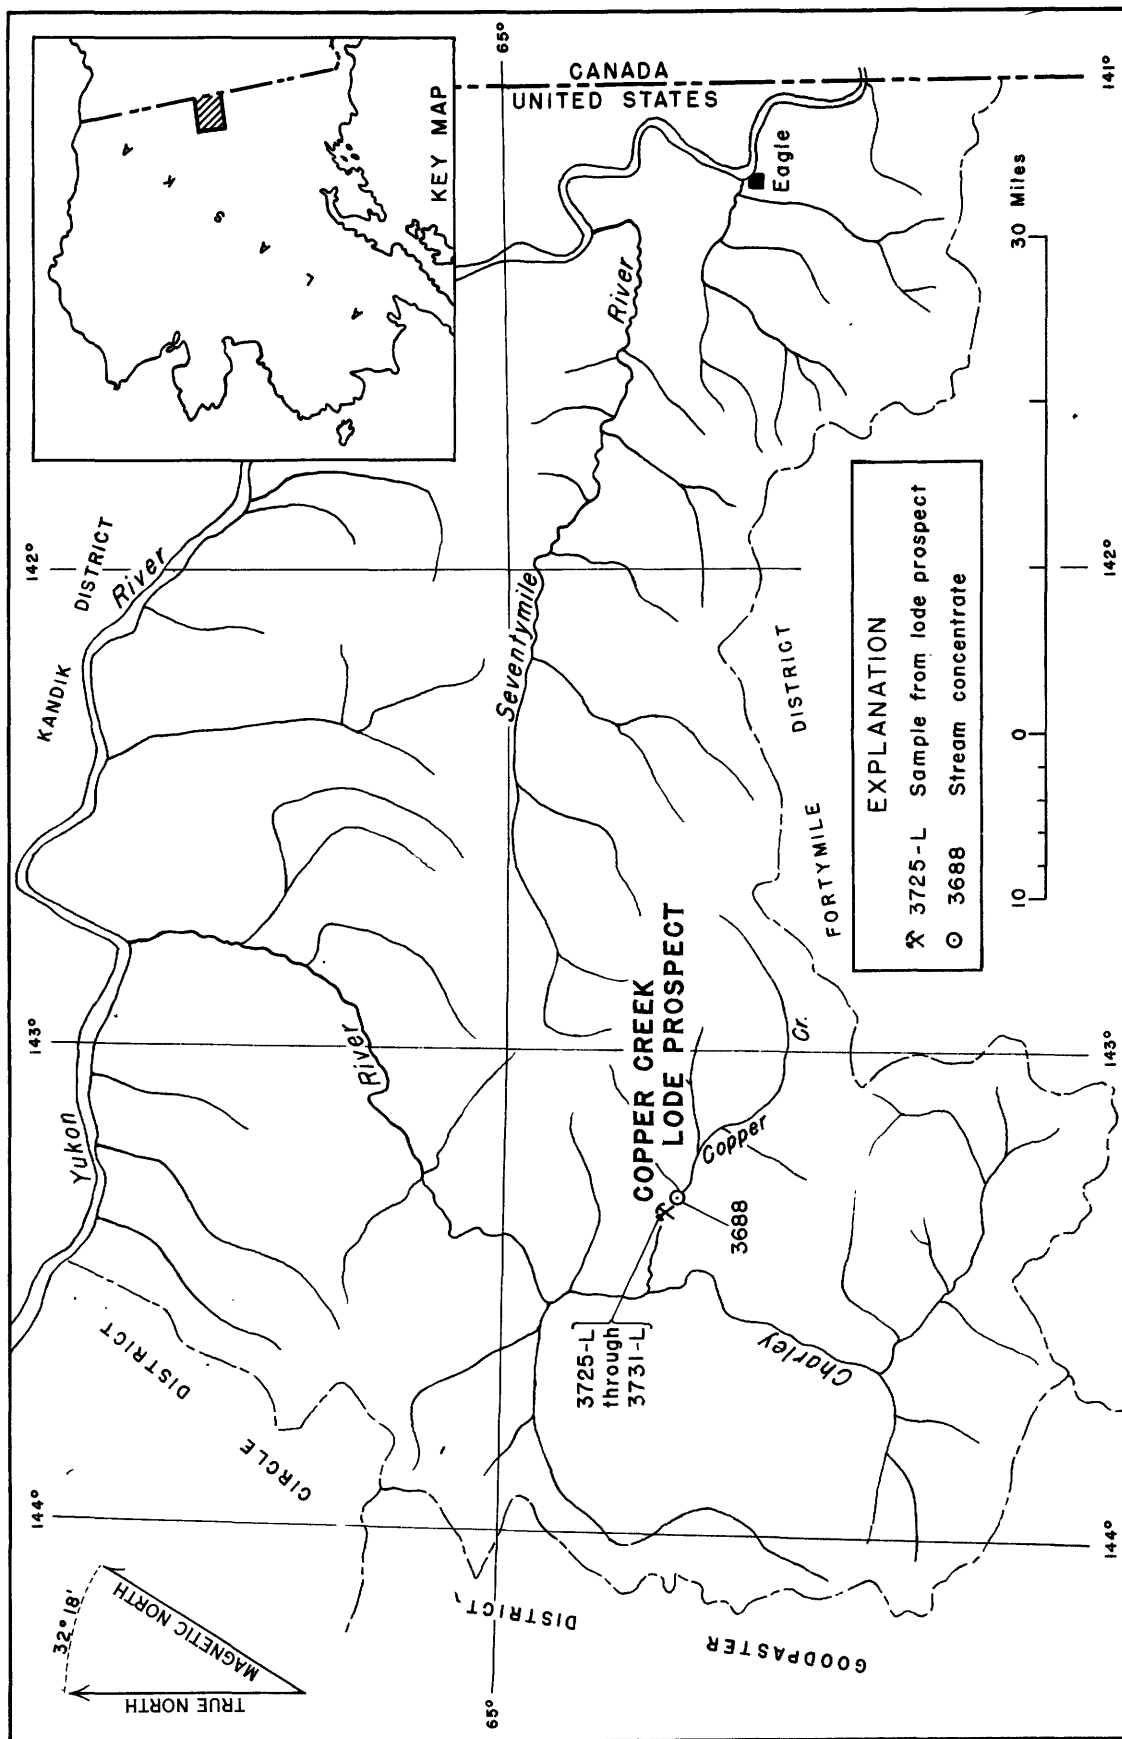 TRUE NORTH
MAGNETIC NORTH
32° 18'
144°
143°
142°
KEY MAP
A L A S K A
Yukon
River
KANDIK
DISTRICT
CIRCLE
DISTRICT
River
65°
65°
CANADA
UNITED STATES
Seventymile
River
Eagle
COPPER CREEK
LODE PROSPECT
3725-L
through
3731-L
3688
Copper
Cr.
Charley
GOODPASTER
DISTRICT
FORTYMILE
DISTRICT
EXPLANATION
3725-L Sample from lode prospect
3688 Stream concentrate
10 0 30 Miles
144°
143°
142°
141°